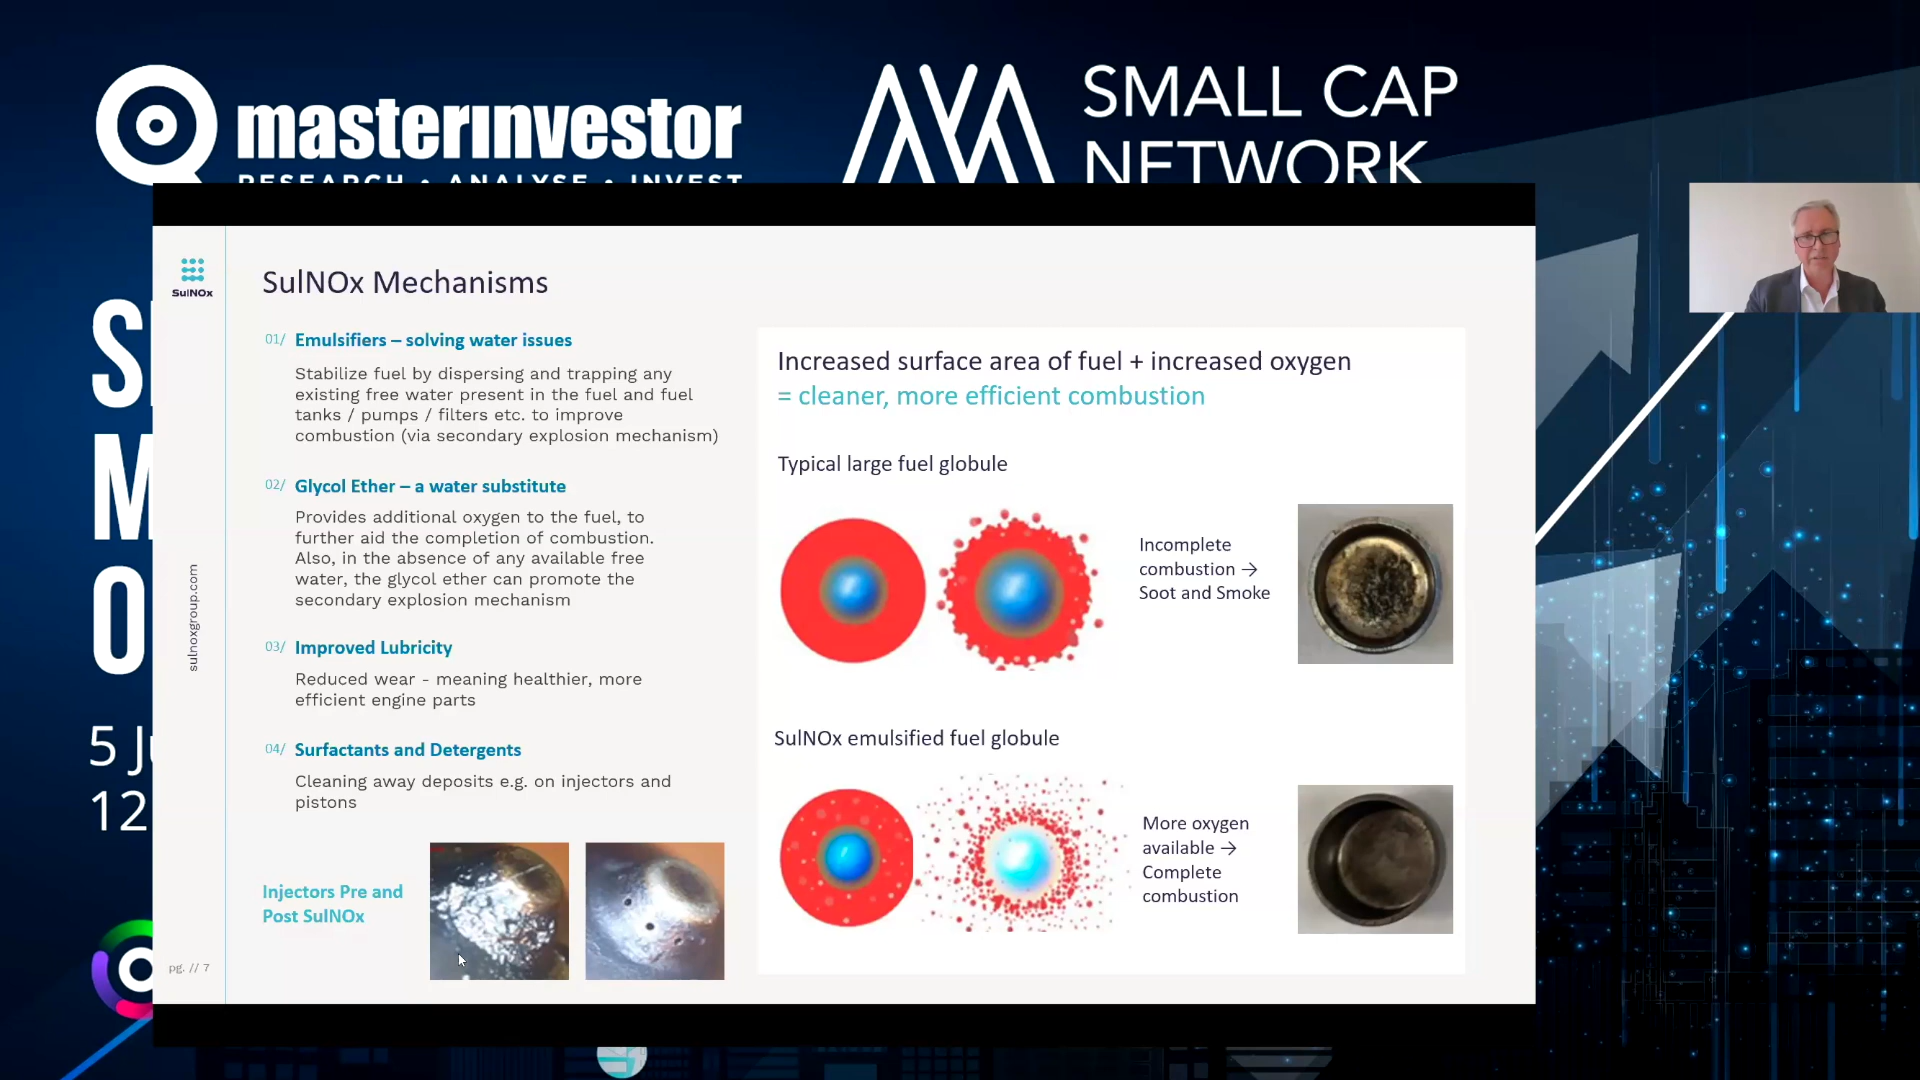 masterinvestor
RESEARCH • ANALYSE • INVEST
SMALL CAP
NETWORK
5
12
SulNOx
sulnoxgroup.com
pg. // 7
SulNOx Mechanisms
01/ Emulsifiers – solving water issues
Stabilize fuel by dispersing and trapping any
existing free water present in the fuel and fuel
tanks / pumps / filters etc. to improve
combustion (via secondary explosion mechanism)
02/ Glycol Ether – a water substitute
Provides additional oxygen to the fuel, to
further aid the completion of combustion.
Also, in the absence of any available free
water, the glycol ether can promote the
secondary explosion mechanism
03/ Improved Lubricity
Reduced wear - meaning healthier, more
efficient engine parts
04/ Surfactants and Detergents
Cleaning away deposits e.g. on injectors and
pistons
Injectors Pre and
Post SulNOx
Increased surface area of fuel + increased oxygen
= cleaner, more efficient combustion
Typical large fuel globule
Incomplete
combustion →
Soot and Smoke
SulNOx emulsified fuel globule
More oxygen
available →
Complete
combustion